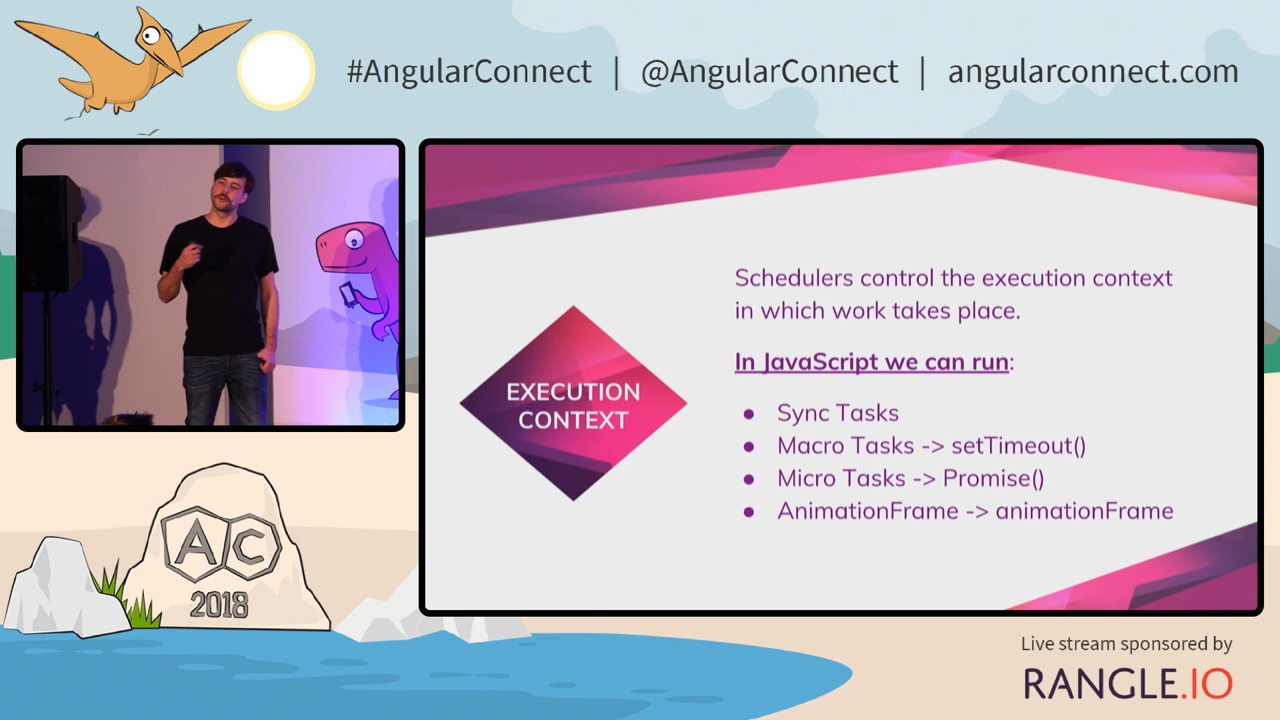 #AngularConnect | @AngularConnect | angularconnect.com
EXECUTION
CONTEXT
Schedulers control the execution context
in which work takes place.
In JavaScript we can run:
● Sync Tasks
● Macro Tasks -> setTimeout()
● Micro Tasks -> Promise()
● AnimationFrame -> animationFrame
AC
2018
Live stream sponsored by
RANGLE.IO